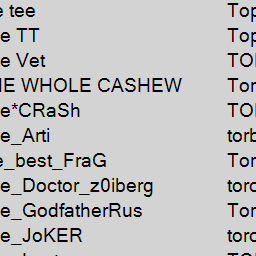 e tee Top
e TT Top
e Vet TO
HE WHOLE CASHEW Tor
e*CRaSh TO
e_Arti torb
e_best_FraG Tor
e_Doctor_z0iberg torc
e_GodfatherRus Tor
e_JoKER torc